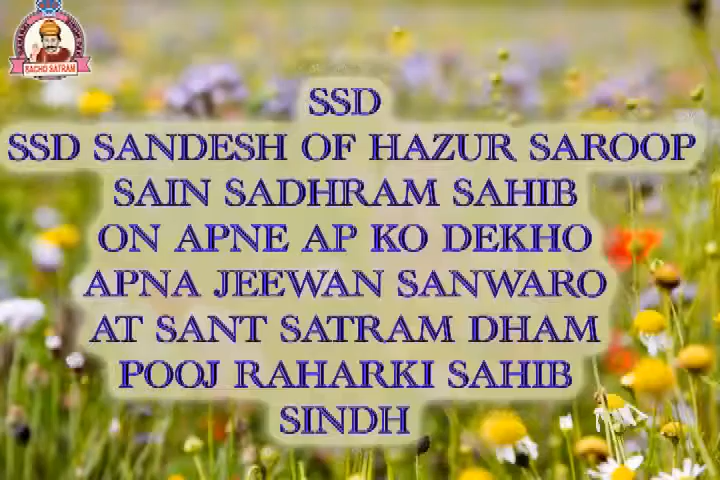 SACHO SATRAM
SSD
SSD SANDESH OF HAZUR SAROOP
SAIN SADHRAM SAHIB
ON APNE AP KO DEKHO
APNA JEEWAN SANWARO
AT SANT SATRAM DHAM
POOJ RAHARKI SAHIB
SINDH